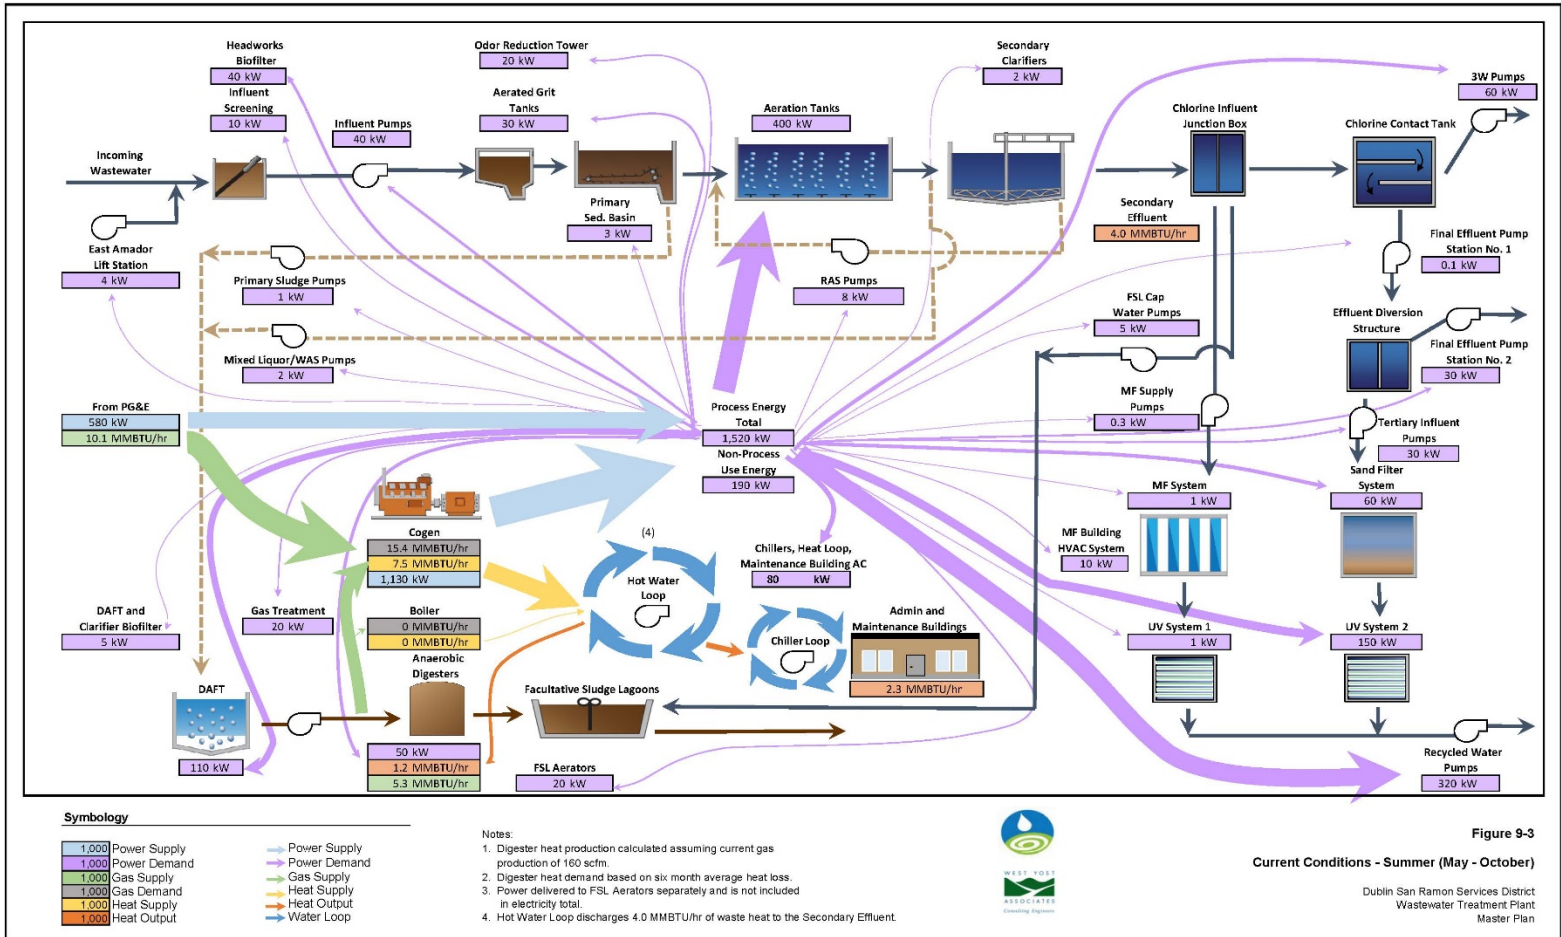 Headworks
Biofilter
40 kW
Influent
Screening
10 kW
Odor Reduction Tower
20 kW
Aerated Grit
Tanks
30 kW
Influent Pumps
40 kW
Incoming
Wastewater
Aeration Tanks
400 kW
Secondary
Clarifiers
2 kW
Chlorine Influent
Junction Box
3W Pumps
60 kW
Chlorine Contact Tank
East Amador
Lift Station
4 kW
Primary
Sed. Basin
3 kW
Primary Sludge Pumps
1 kW
Mixed Liquor/WAS Pumps
2 kW
RAS Pumps
8 kW
Secondary
Effluent
4.0 MMBTU/hr
Final Effluent Pump
Station No. 1
0.1 kW
FSL Cap
Water Pumps
5 kW
Effluent Diversion
Structure
Final Effluent Pump
Station No. 2
30 kW
MF Supply
Pumps
0.3 kW
Tertiary Influent
Pumps
30 kW
From PG&E
580 kW
10.1 MMBTU/hr
Process Energy
Total
1,520 kW
Non-Process
Use Energy
190 kW
Sand Filter
System
60 kW
MF System
1 kW
MF Building
HVAC System
10 kW
Cogen
15.4 MMBTU/hr
7.5 MMBTU/hr
1,130 kW
(4)
Hot Water
Loop
Chillers, Heat Loop,
Maintenance Building AC
80 kW
DAFT and
Clarifier Biofilter
5 kW
Gas Treatment
20 kW
Boiler
0 MMBTU/hr
0 MMBTU/hr
Chiller Loop
Admin and
Maintenance Buildings
2.3 MMBTU/hr
UV System 1
1 kW
UV System 2
150 kW
Anaerobic
Digesters
50 kW
1.2 MMBTU/hr
5.3 MMBTU/hr
DAFT
110 kW
Facultative Sludge Lagoons
FSL Aerators
20 kW
Recycled Water
Pumps
320 kW
Symbology
1,000 Power Supply
1,000 Power Demand
1,000 Gas Supply
1,000 Gas Demand
1,000 Heat Supply
1,000 Heat Output
Power Supply
Power Demand
Gas Supply
Heat Supply
Heat Output
Water Loop
Notes:
1. Digester heat production calculated assuming current gas
production of 160 scfm.
2. Digester heat demand based on six month average heat loss.
3. Power delivered to FSL Aerators separately and is not included
in electricity total.
4. Hot Water Loop discharges 4.0 MMBTU/hr of waste heat to the Secondary Effluent.
WEST YOST
ASSOCIATES
Consulting Engineers
Figure 9-3
Current Conditions - Summer (May - October)
Dublin San Ramon Services District
Wastewater Treatment Plant
Master Plan